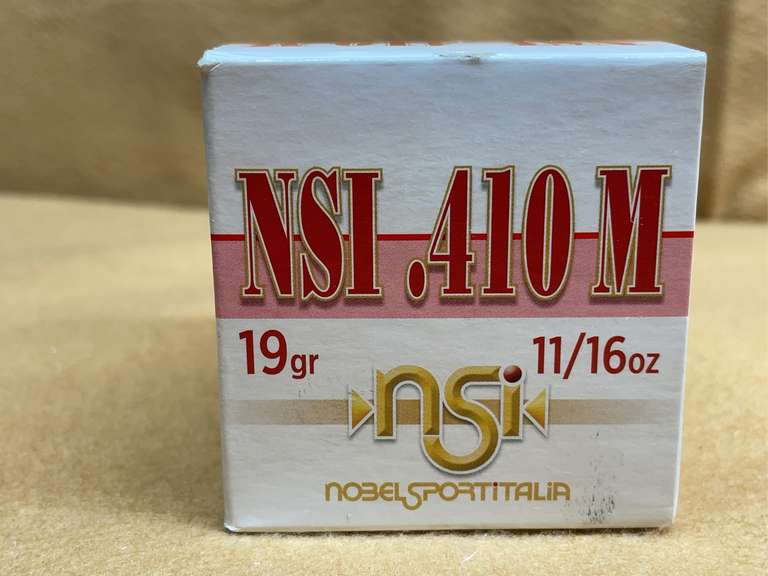 NSI .410 M
19gr 11/16oz
nsi
NOBELSPORTITALIA